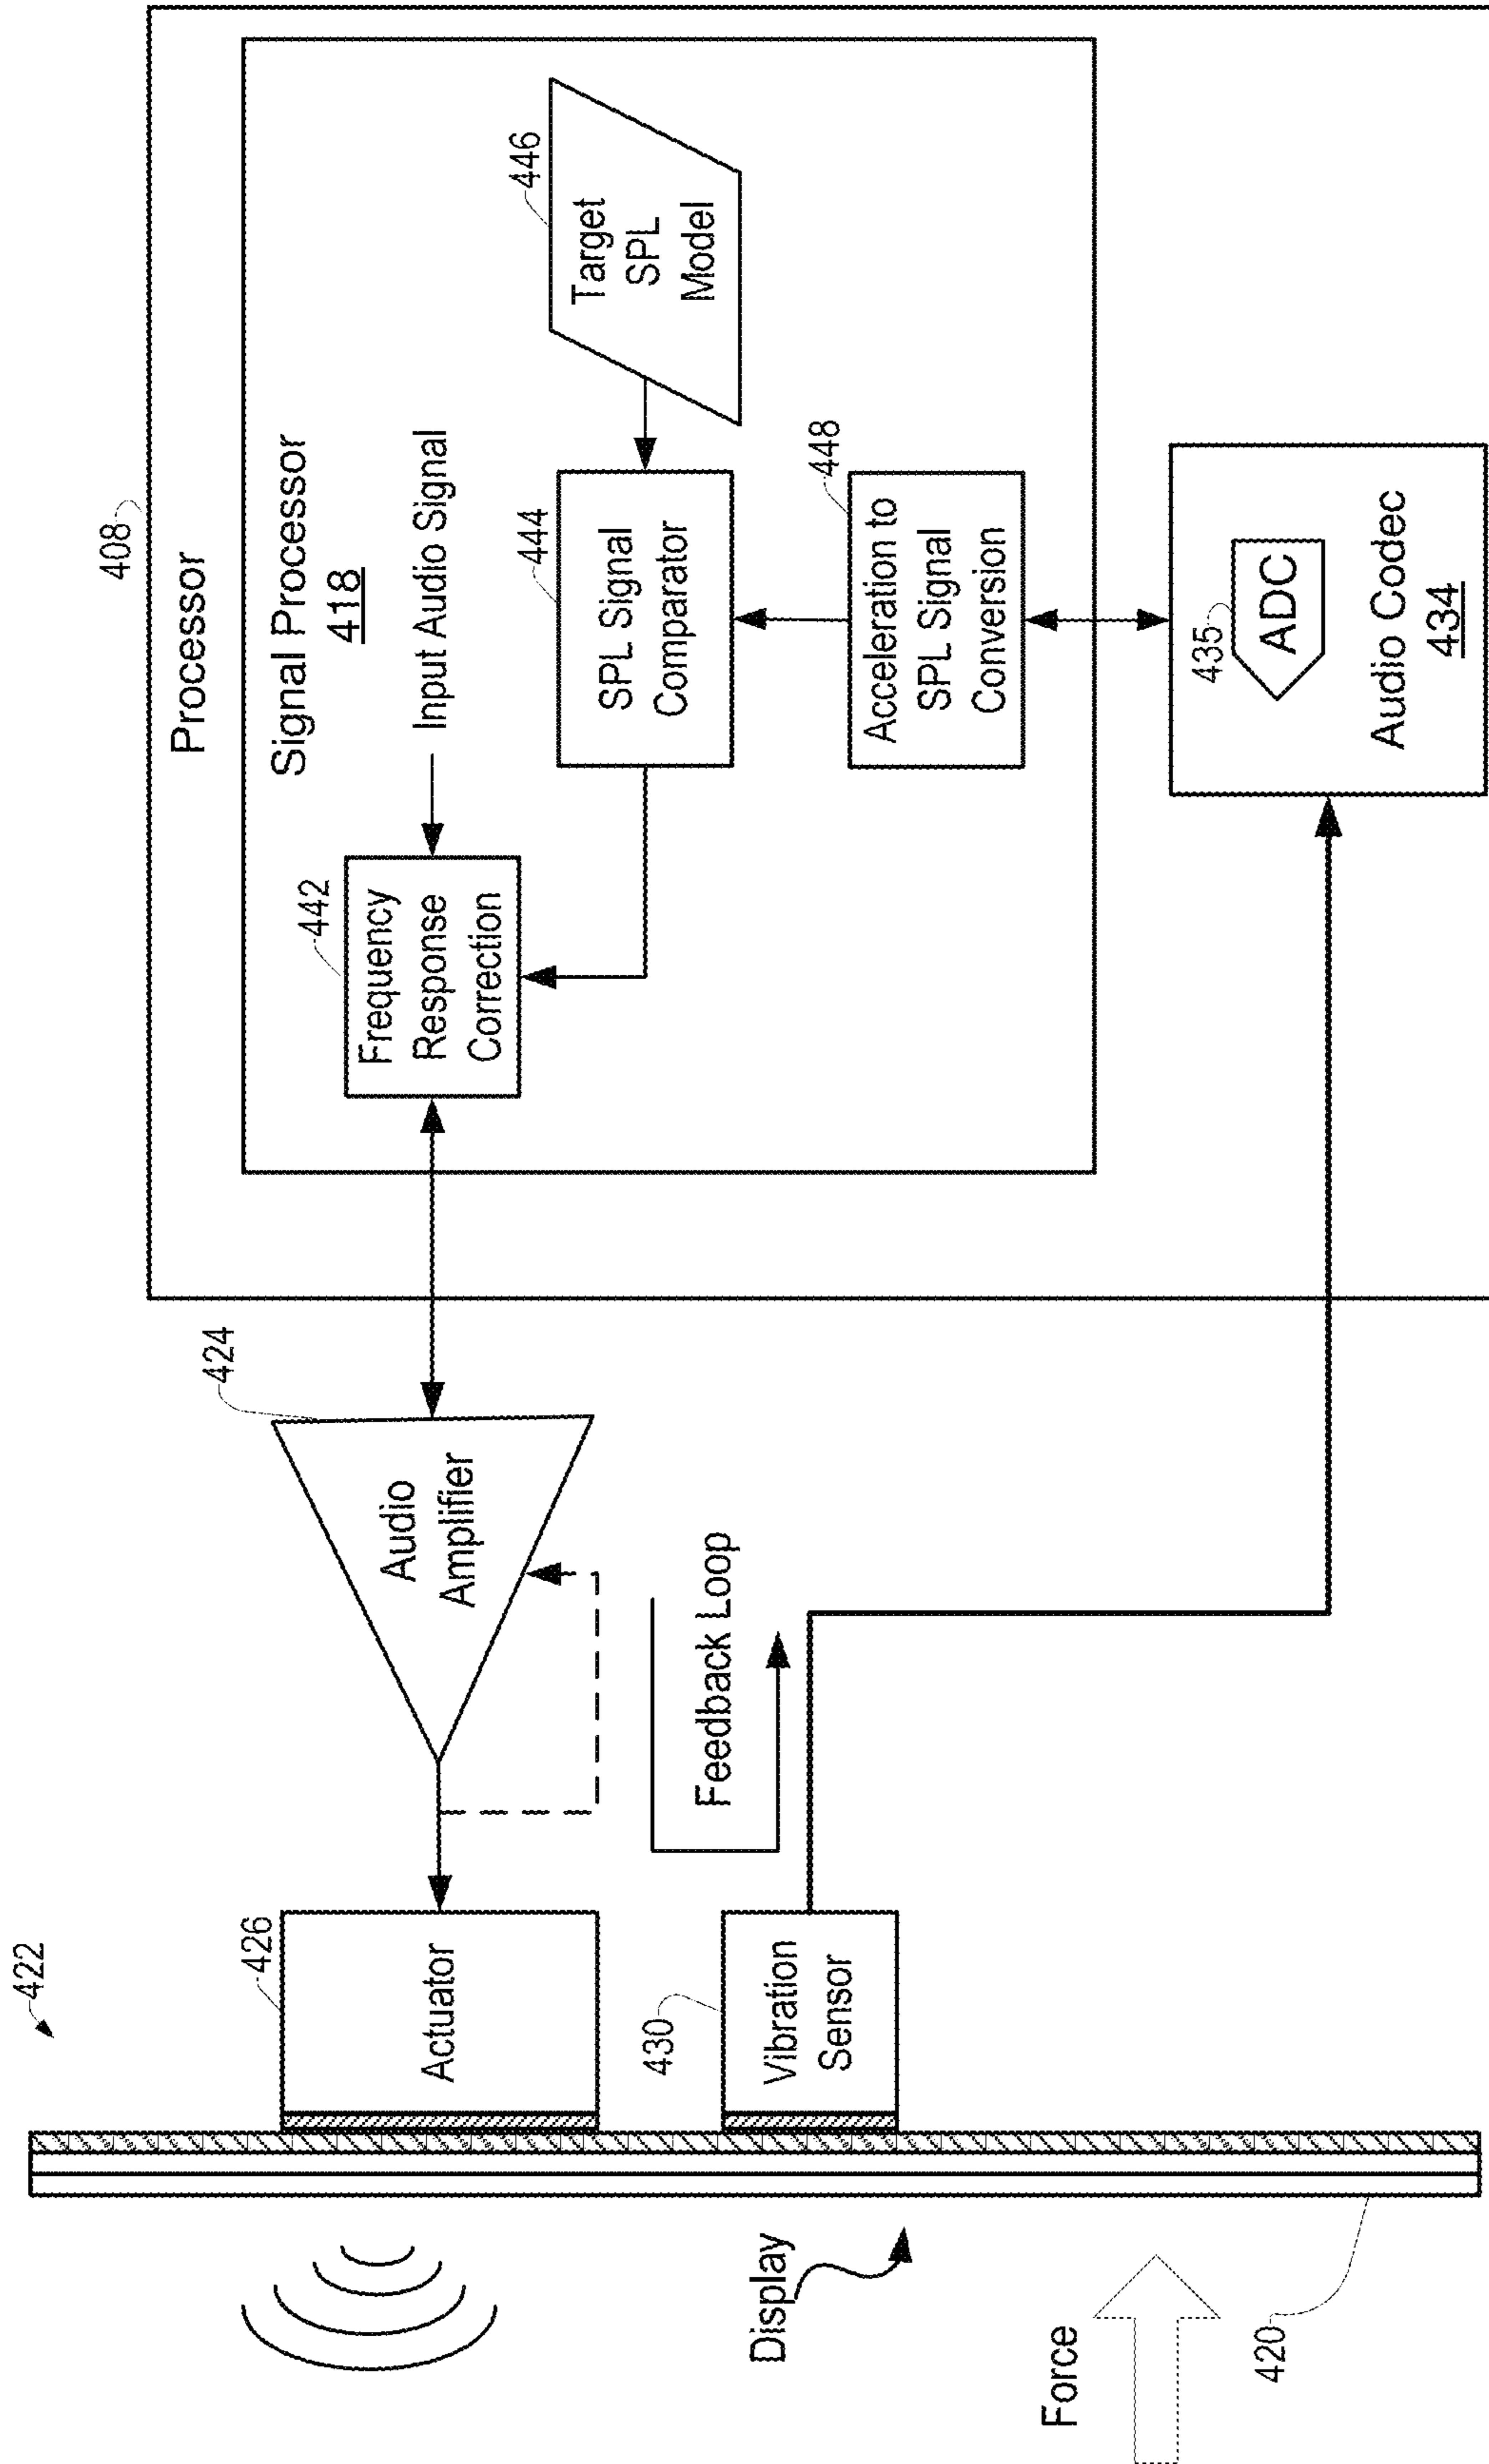 408
Processor
Signal Processor
418
Input Audio Signal
442
Frequency
Response
Correction
444
SPL Signal
Comparator
446
Target
SPL
Model
448
Acceleration to
SPL Signal
Conversion
435
ADC
Audio Codec
434
424
Audio
Amplifier
Feedback Loop
422
426
Actuator
430
Vibration
Sensor
Display
Force
420